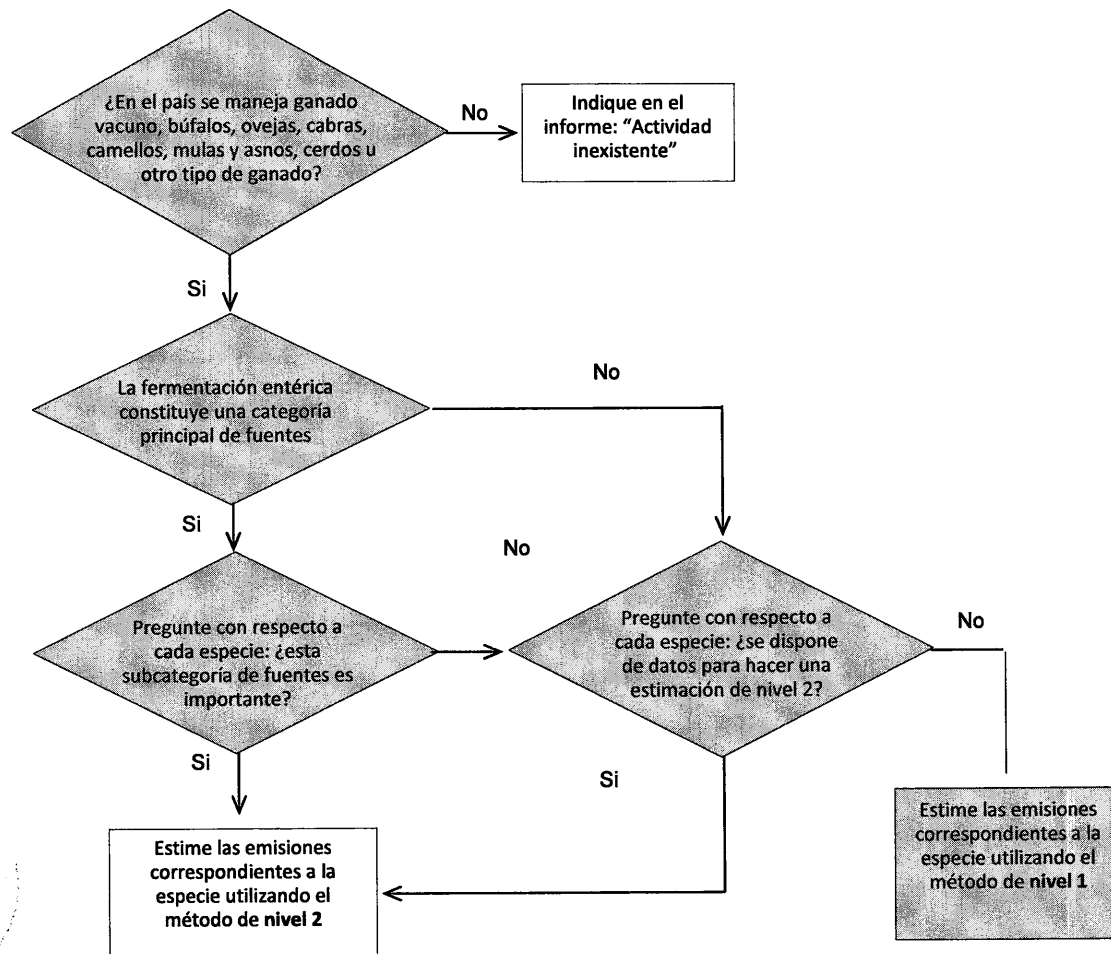 ¿En el país se maneja ganado
vacuno, búfalos, ovejas, cabras,
camellos, mulas y asnos, cerdos u
otro tipo de ganado?
No
Indique en el
informe: “Actividad
inexistente”
Si
La fermentación entérica
constituye una categoría
principal de fuentes
No
Si
No
Pregunte con respecto a
cada especie: ¿esta
subcategoría de fuentes es
importante?
Pregunte con respecto a
cada especie: ¿se dispone
de datos para hacer una
estimación de nivel 2?
No
Si
Si
Estime las emisiones
correspondientes a la
especie utilizando el
método de nivel 2
Estime las emisiones
correspondientes a la
especie utilizando el
método de nivel 1